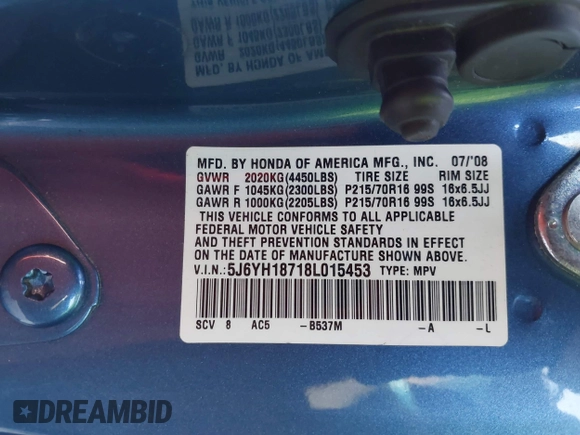 MFD. BY HONDA OF AMERICA MFG., INC. 07/'08
GVWR 2020KG(4450LBS) TIRE SIZE RIM SIZE
GAWR F 1045KG(2300LBS) P215/70R16 99S 16x6.5JJ
GAWR R 1000KG(2205LBS) P215/70R16 99S 16x6.5JJ
THIS VEHICLE CONFORMS TO ALL APPLICABLE
FEDERAL MOTOR VEHICLE SAFETY
AND THEFT PREVENTION STANDARDS IN EFFECT
ON THE DATE OF MANUFACTURE SHOWN ABOVE.
V.I.N.: 5J6YH18718L015453 TYPE: MPV
SCV 8 AC5 -B537M -A -L
DREAMBID